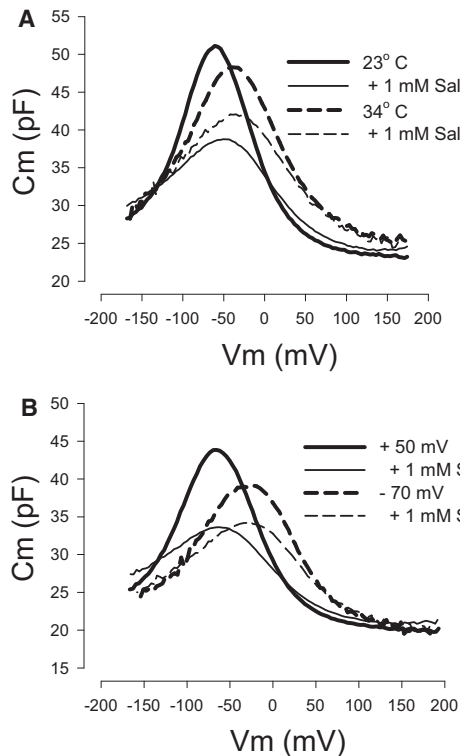 A
55
50
45
40
35
30
25
20
Cm (pF)
23° C
+ 1 mM Sal
34° C
+ 1 mM Sal
-200 -150 -100 -50 0 50 100 150 200
Vm (mV)
B
50
45
40
35
30
25
20
15
Cm (pF)
+ 50 mV
+ 1 mM S
- 70 mV
+ 1 mM S
-200 -150 -100 -50 0 50 100 150 200
Vm (mV)